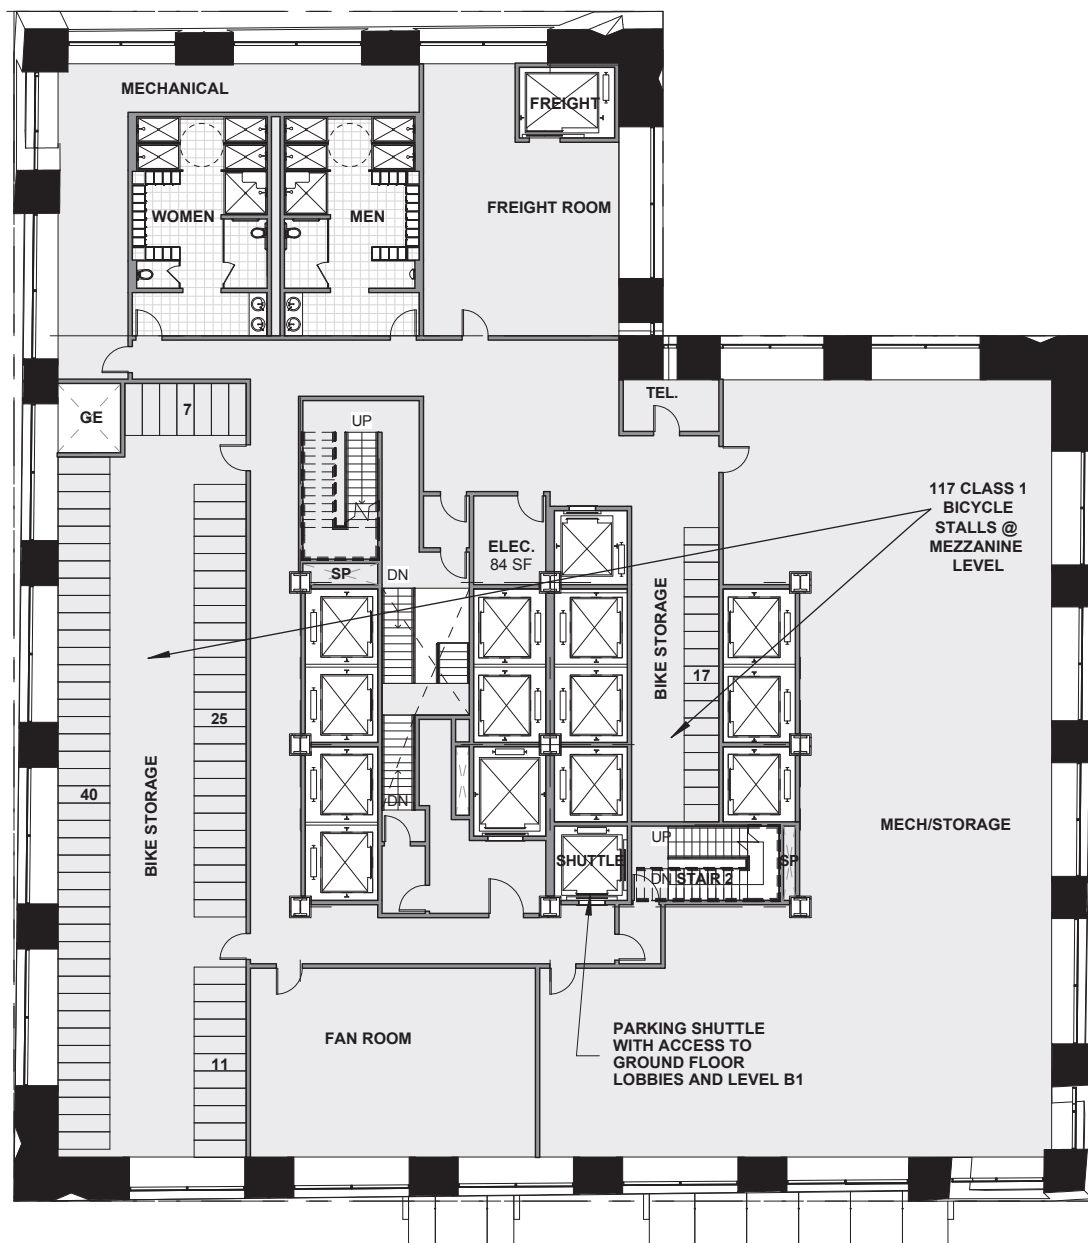 MECHANICAL
FREIGHT
WOMEN
MEN
FREIGHT ROOM
TEL.
GE
7
UP
117 CLASS 1
BICYCLE
STALLS @
MEZZANINE
LEVEL
ELEC.
84 SF
SP
DN
BIKE STORAGE
17
25
40
BIKE STORAGE
DN
MECH/STORAGE
UP
SHUTTLE
DN
STAIR 2
SP
FAN ROOM
11
PARKING SHUTTLE
WITH ACCESS TO
GROUND FLOOR
LOBBIES AND LEVEL B1